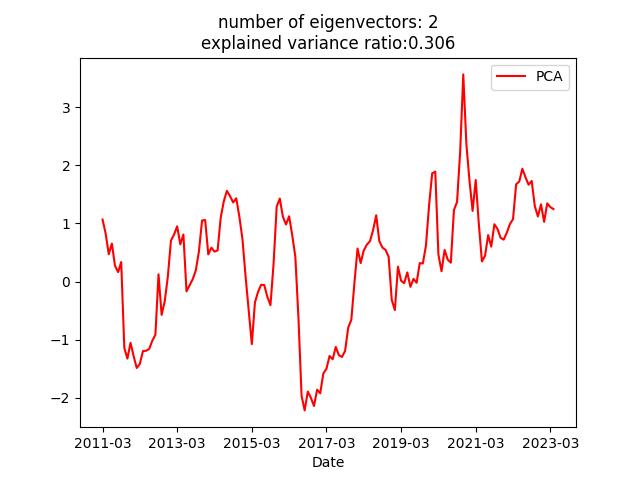 number of eigenvectors: 2
explained variance ratio:0.306
PCA
3
2
1
0
−1
−2
2011-03 2013-03 2015-03 2017-03 2019-03 2021-03 2023-03
Date